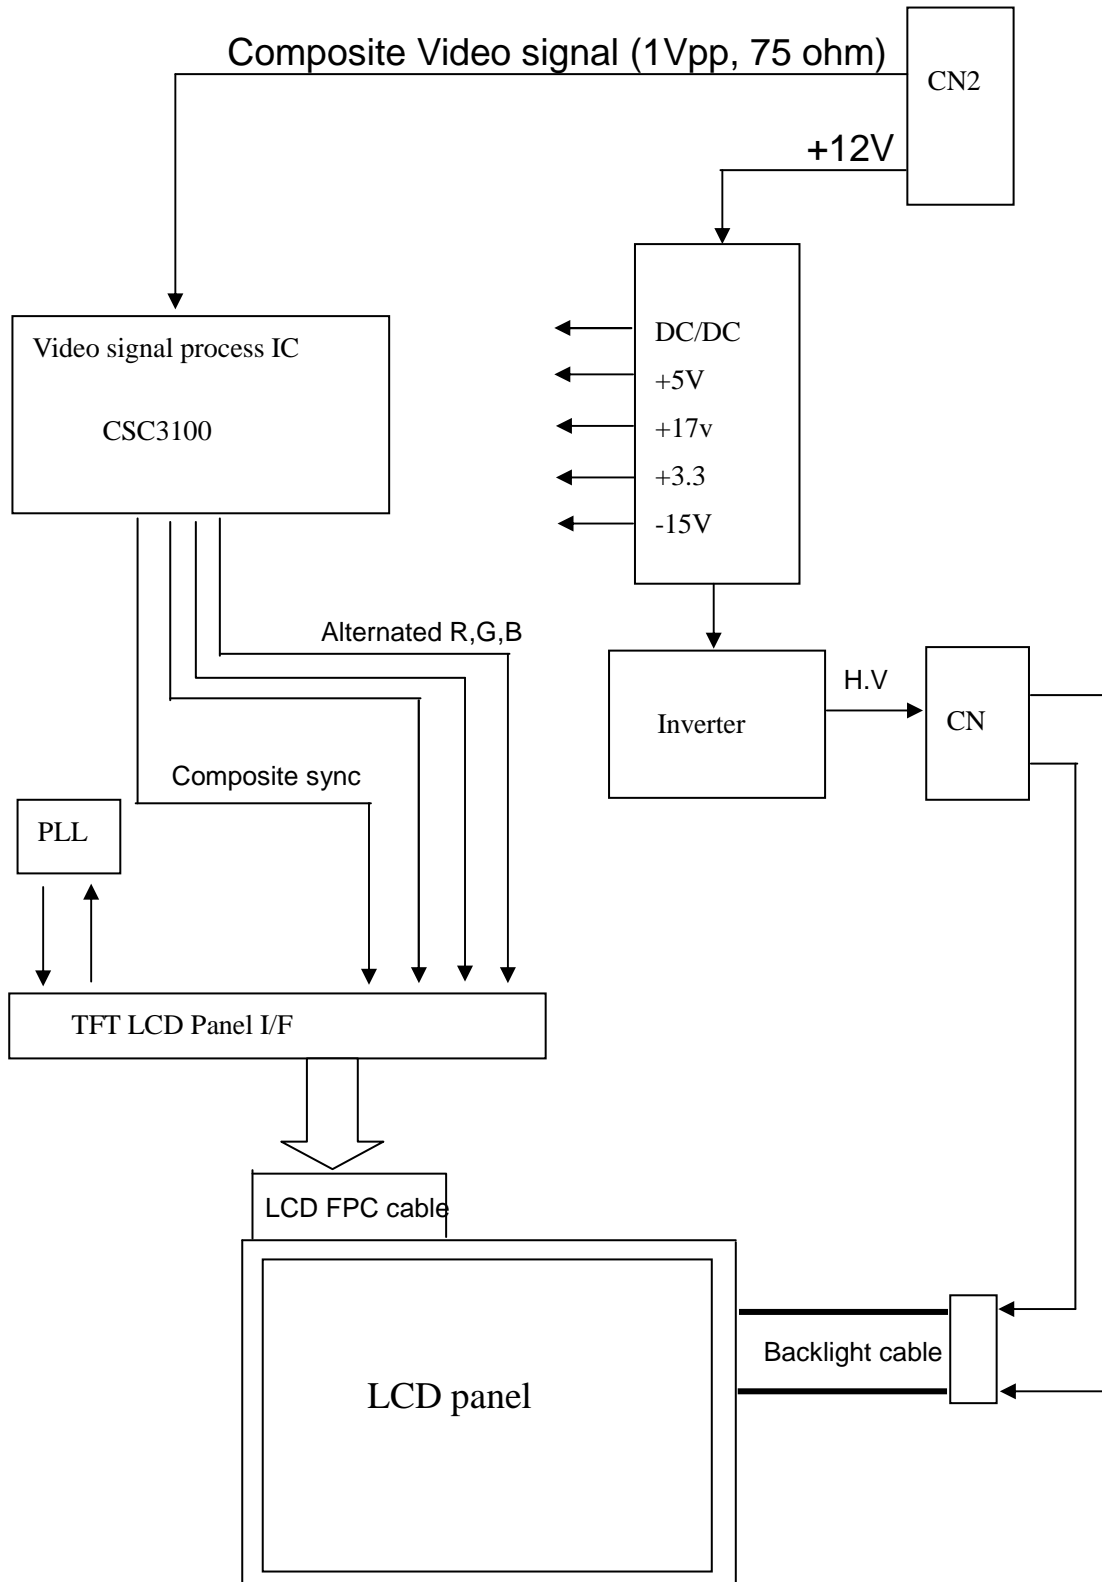 Composite Video signal (1Vpp, 75 ohm)
CN2
+12V
Video signal process IC
CSC3100
DC/DC
+5V
+17v
+3.3
-15V
Alternated R,G,B
Inverter
H.V
CN
Composite sync
PLL
TFT LCD Panel I/F
LCD FPC cable
Backlight cable
LCD panel